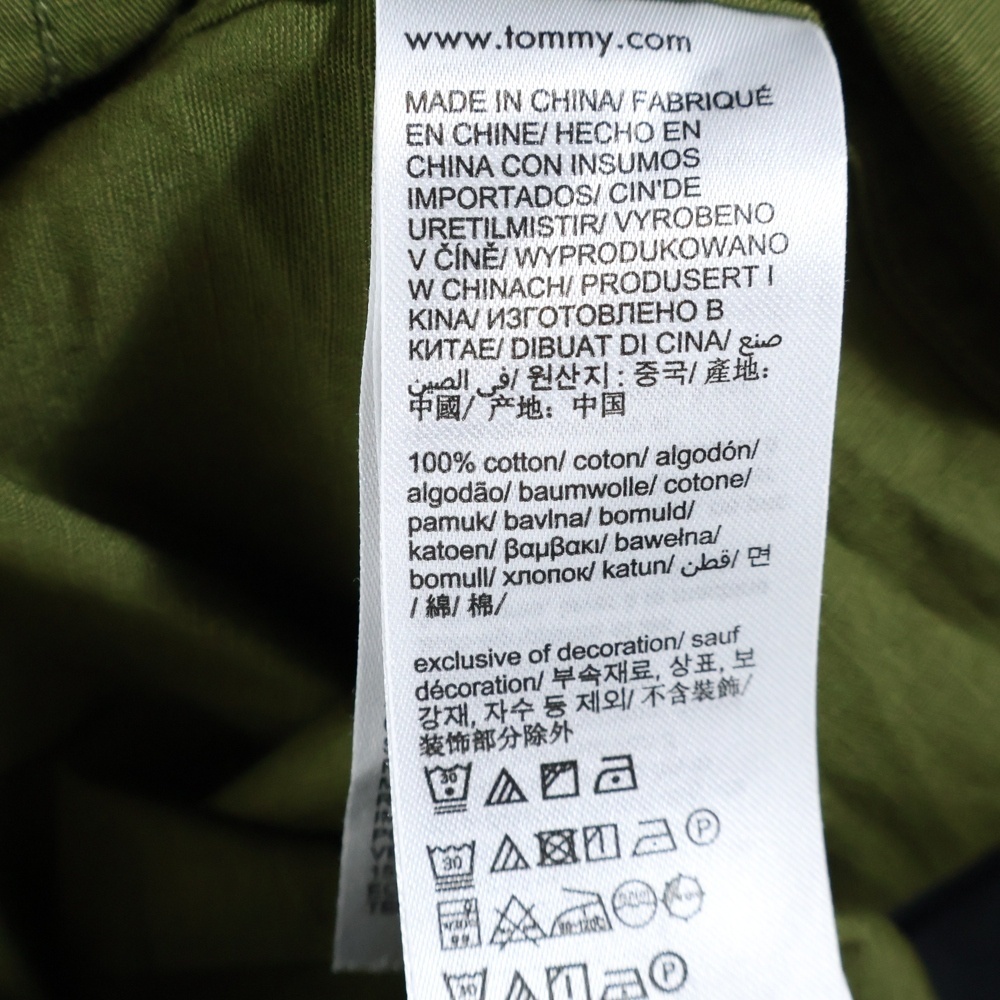 www.tommy.com
MADE IN CHINA/ FABRIQUÉ
EN CHINE/ HECHO EN
CHINA CON INSUMOS
IMPORTADOS/ CIN'DE
URETILMISTIR/ VYROBENO
V ČÍNĚ/ WYPRODUKOWANO
W CHINACH/ PRODUSERT I
KINA/ ИЗГОТОВЛЕНО В
КИТАЕ/ DIBUAT DI CINA/ صنع
في الصين/ 원산지 : 중국/ 產地:
中國/ 产地: 中国
100% cotton/ coton/ algodón/
algodão/ baumwolle/ cotone/
pamuk/ bavlna/ bomuld/
katoen/ βαμβακι/ bawełna/
bomull/ хлопок/ katun/ قطن/ 면
/ 綿/ 棉/
exclusive of decoration/ sauf
décoration/ 부속재료, 상표, 보
강재, 자수 등 제외/ 不含裝飾/
装饰部分除外
30
30 P
P